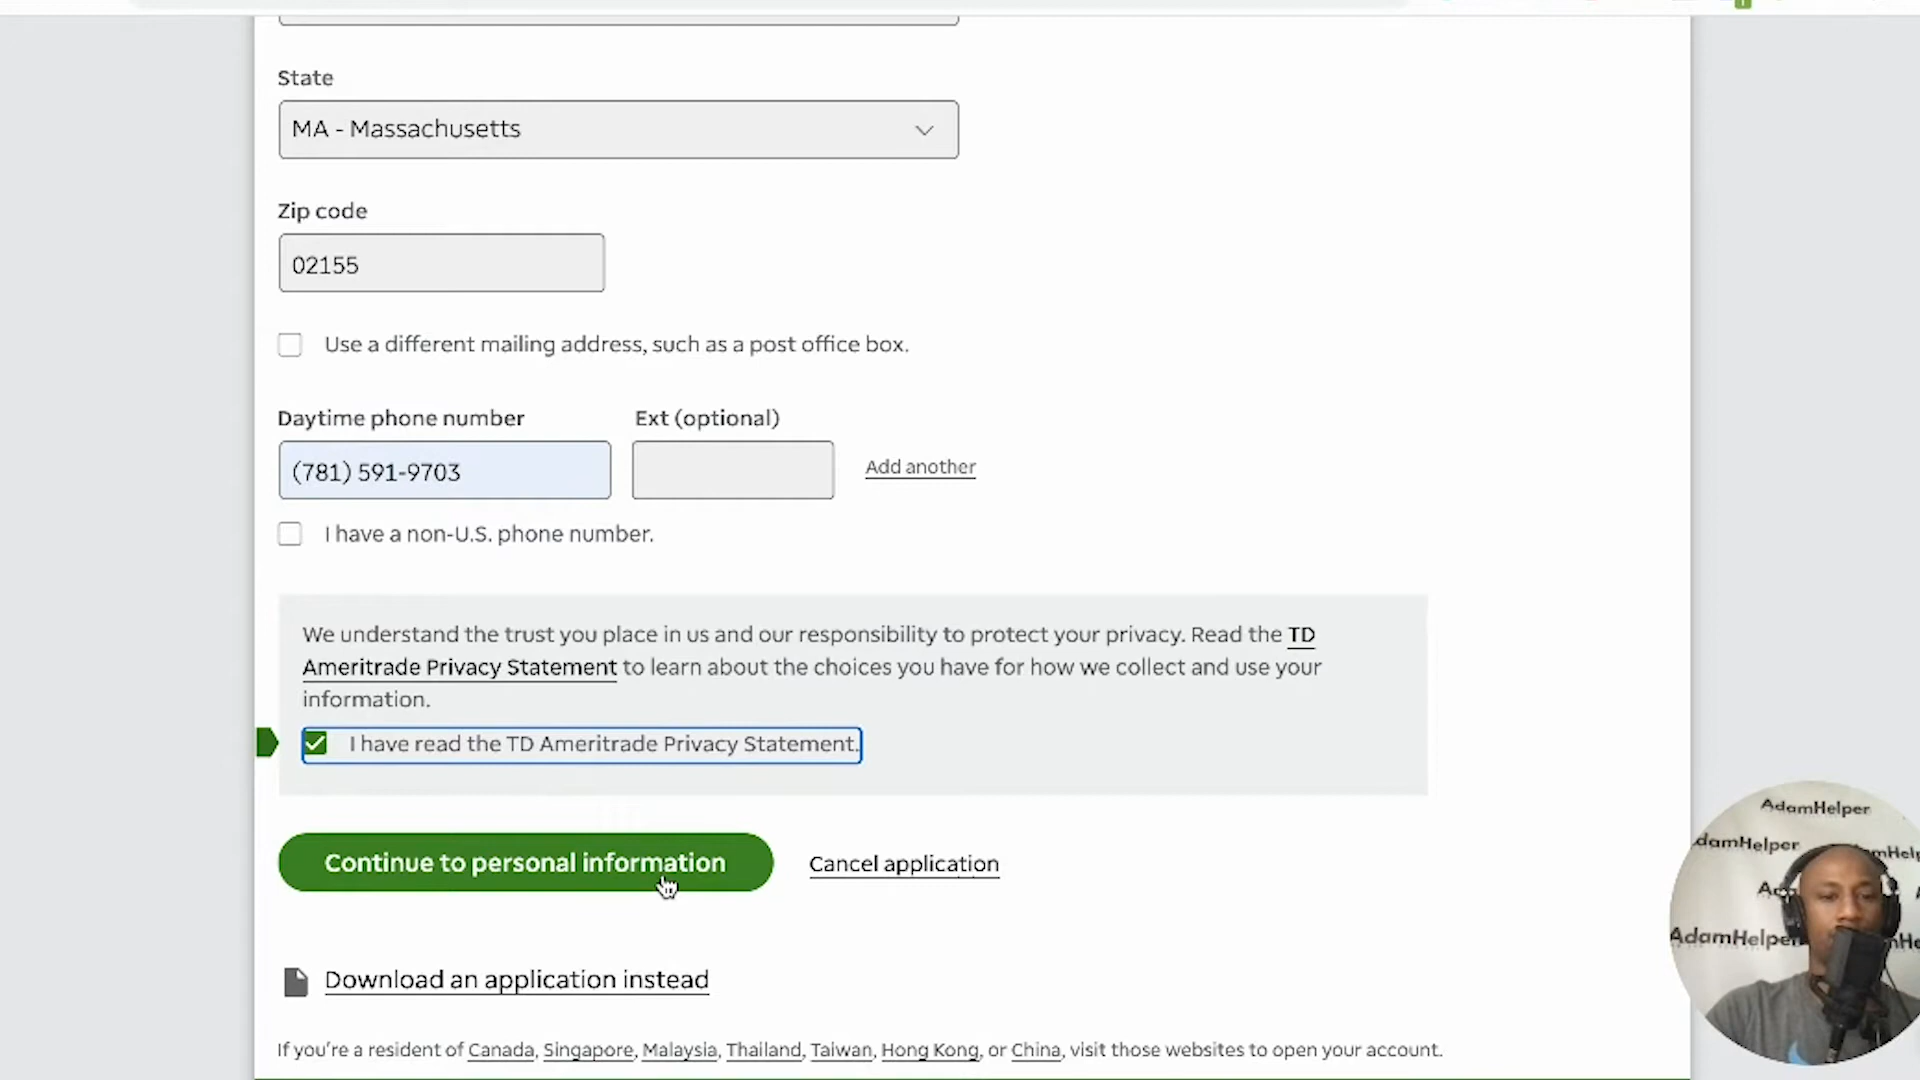 State
MA - Massachusetts
Zip code
02155
Use a different mailing address, such as a post office box.
Daytime phone number
Ext (optional)
(781) 591-9703
Add another
I have a non-U.S. phone number.
We understand the trust you place in us and our responsibility to protect your privacy. Read the TD
Ameritrade Privacy Statement to learn about the choices you have for how we collect and use your
information.
I have read the TD Ameritrade Privacy Statement.
Continue to personal information
Cancel application
Download an application instead
If you're a resident of Canada, Singapore, Malaysia, Thailand, Taiwan, Hong Kong, or China, visit those websites to open your account.
AdamHelper
damHelper
mHelp
Ada
AdamHelper